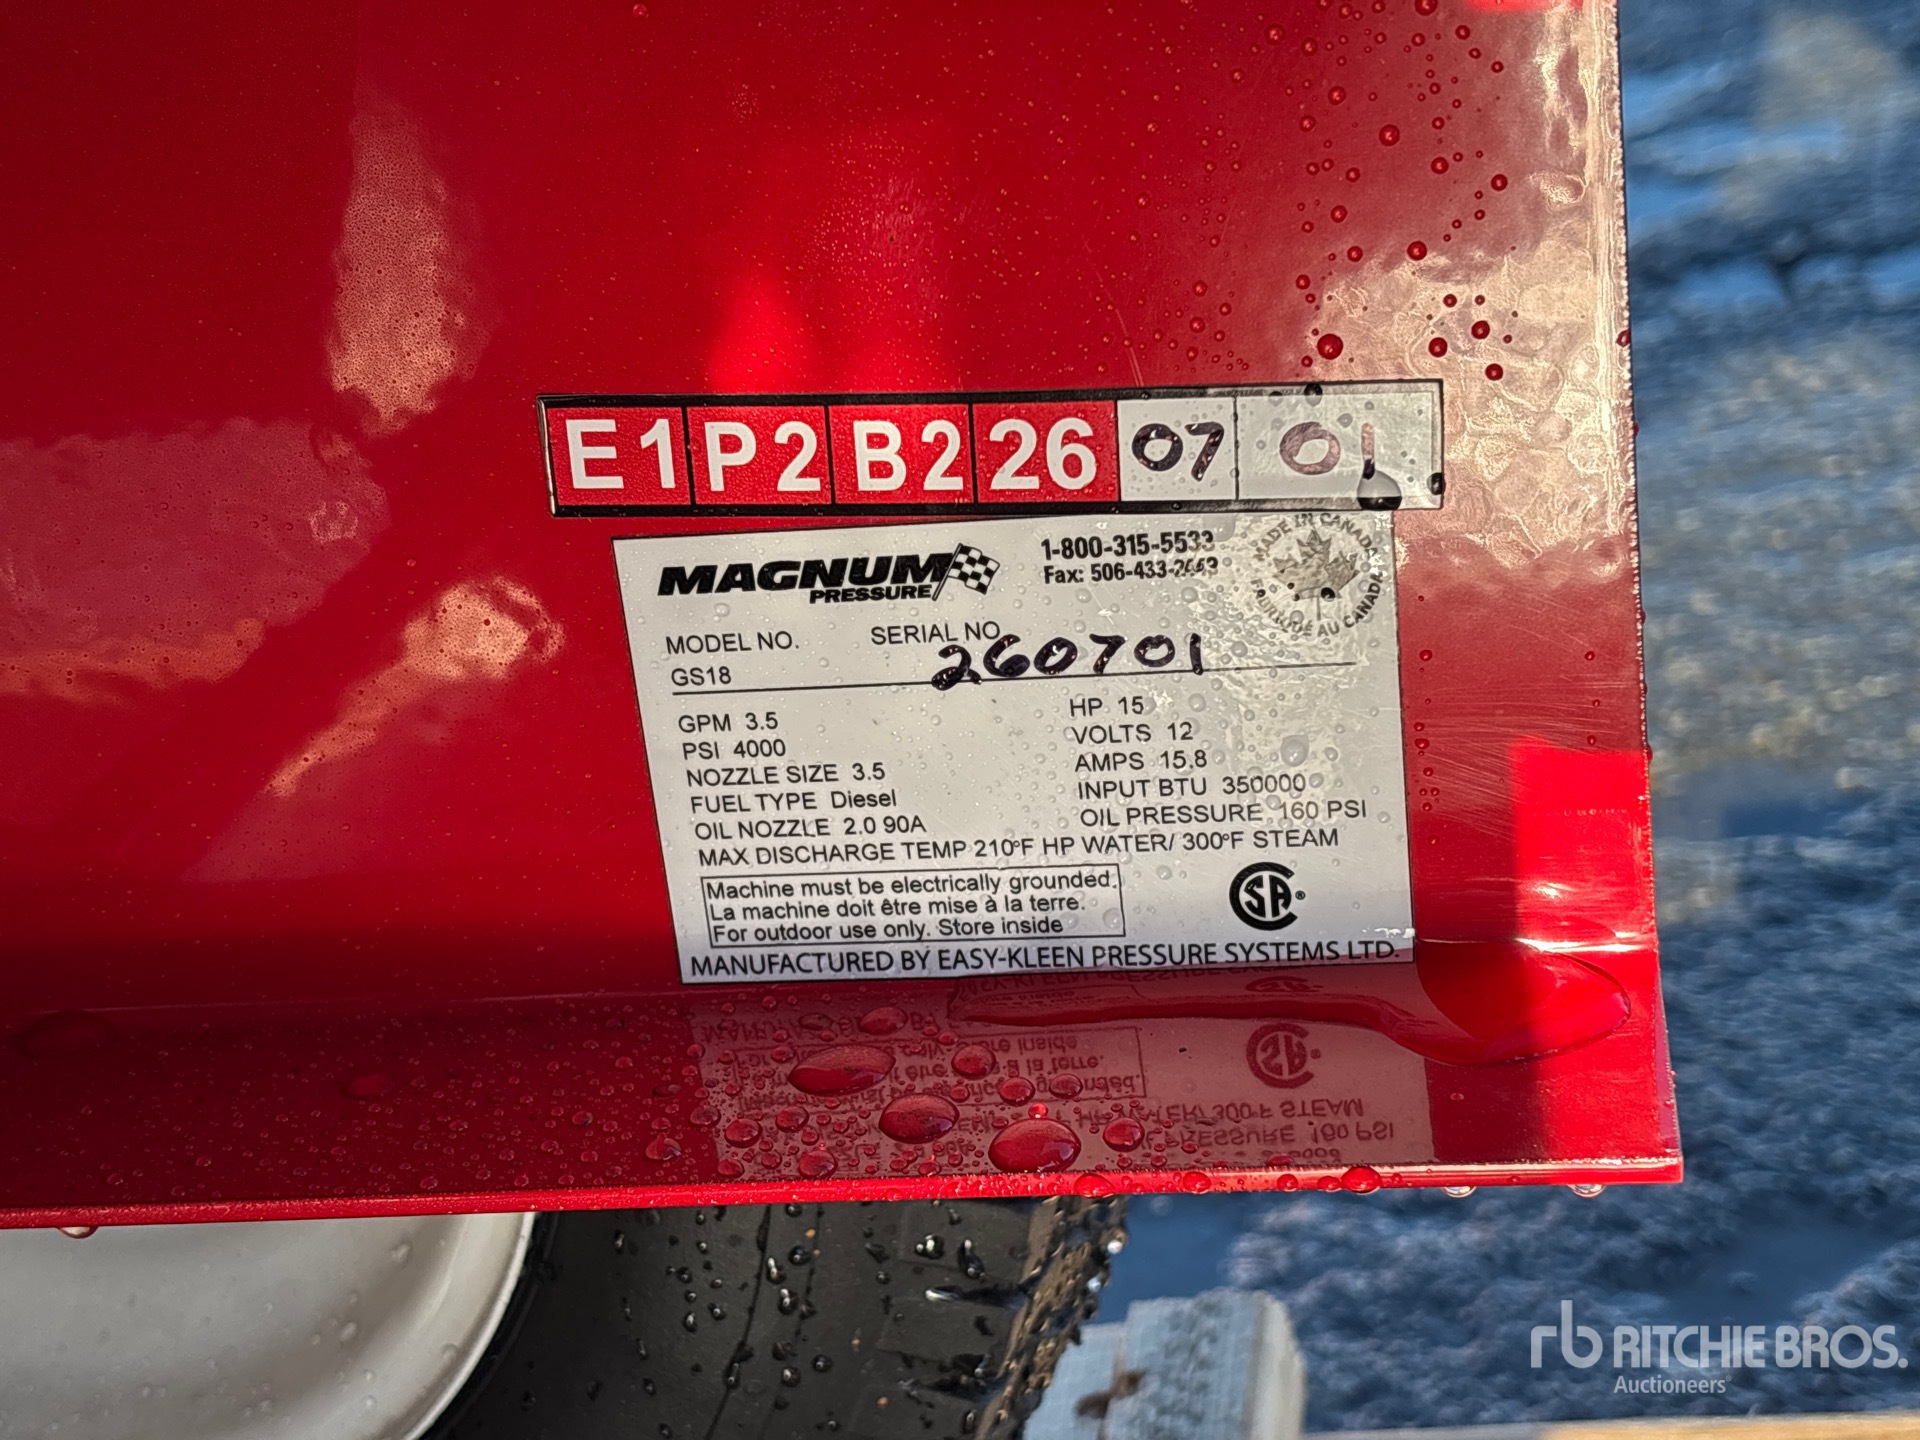 E1 P2 B2 26 07 01
MAGNUM
PRESSURE
1-800-315-5533
Fax: 506-433-
MADE IN CANADA
FABRIQUÉ AU CANADA
MODEL NO.
GS18
SERIAL NO.
260701
GPM 3.5
PSI 4000
NOZZLE SIZE 3.5
FUEL TYPE Diesel
OIL NOZZLE 2.0 90A
HP 15
VOLTS 12
AMPS 15.8
INPUT BTU 350000
OIL PRESSURE 160 PSI
MAX DISCHARGE TEMP 210°F HP WATER/ 300°F STEAM
Machine must be electrically grounded.
La machine doit être mise à la terre.
For outdoor use only. Store inside
CSA®
MANUFACTURED BY EASY-KLEEN PRESSURE SYSTEMS LTD.
rb RITCHIE BROS.
Auctioneers